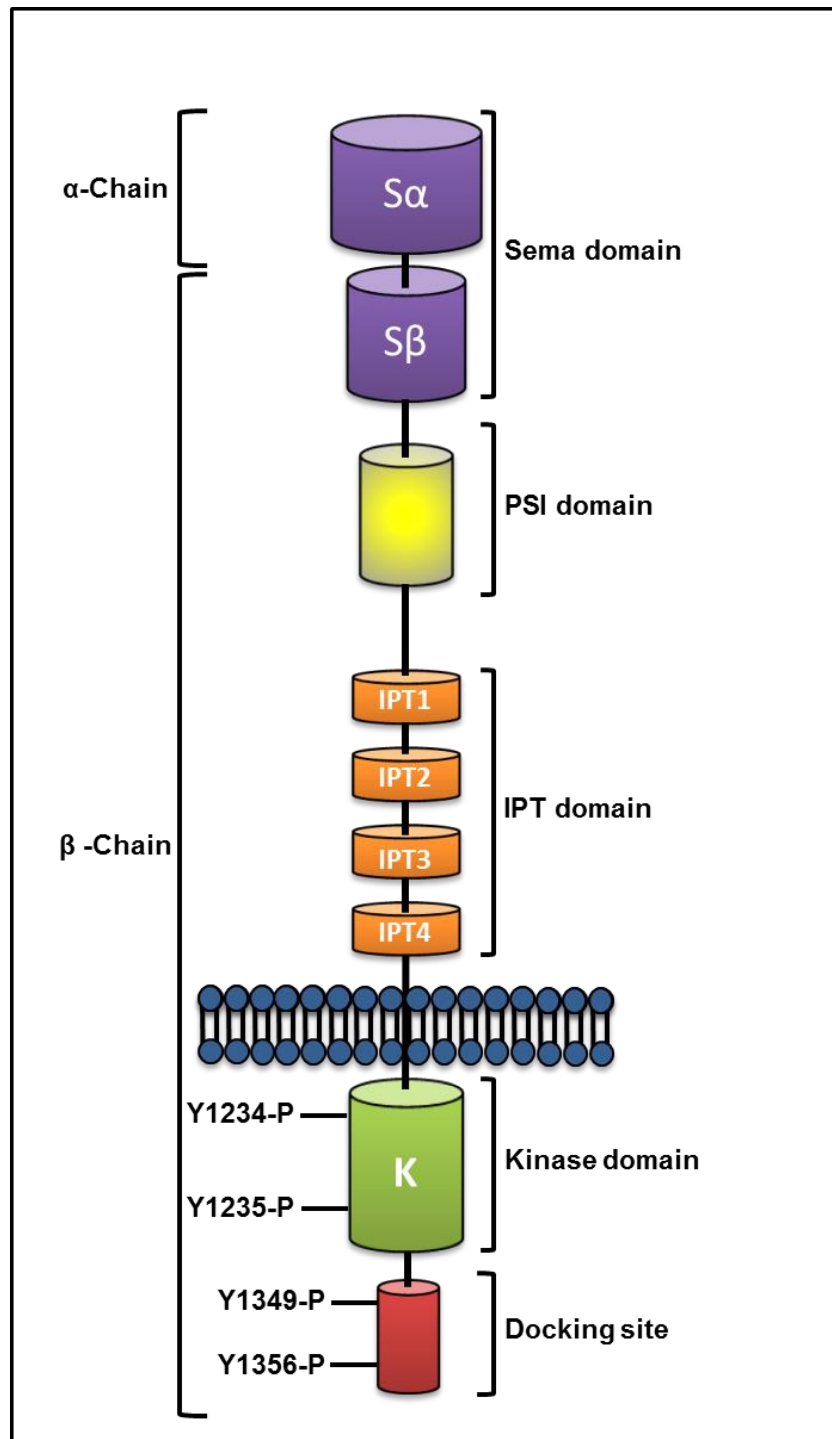 α-Chain
Sα
Sema domain
Sβ
PSI domain
IPT1
IPT2
IPT domain
β -Chain
IPT3
IPT4
Y1234-P
K
Kinase domain
Y1235-P
Y1349-P
Docking site
Y1356-P